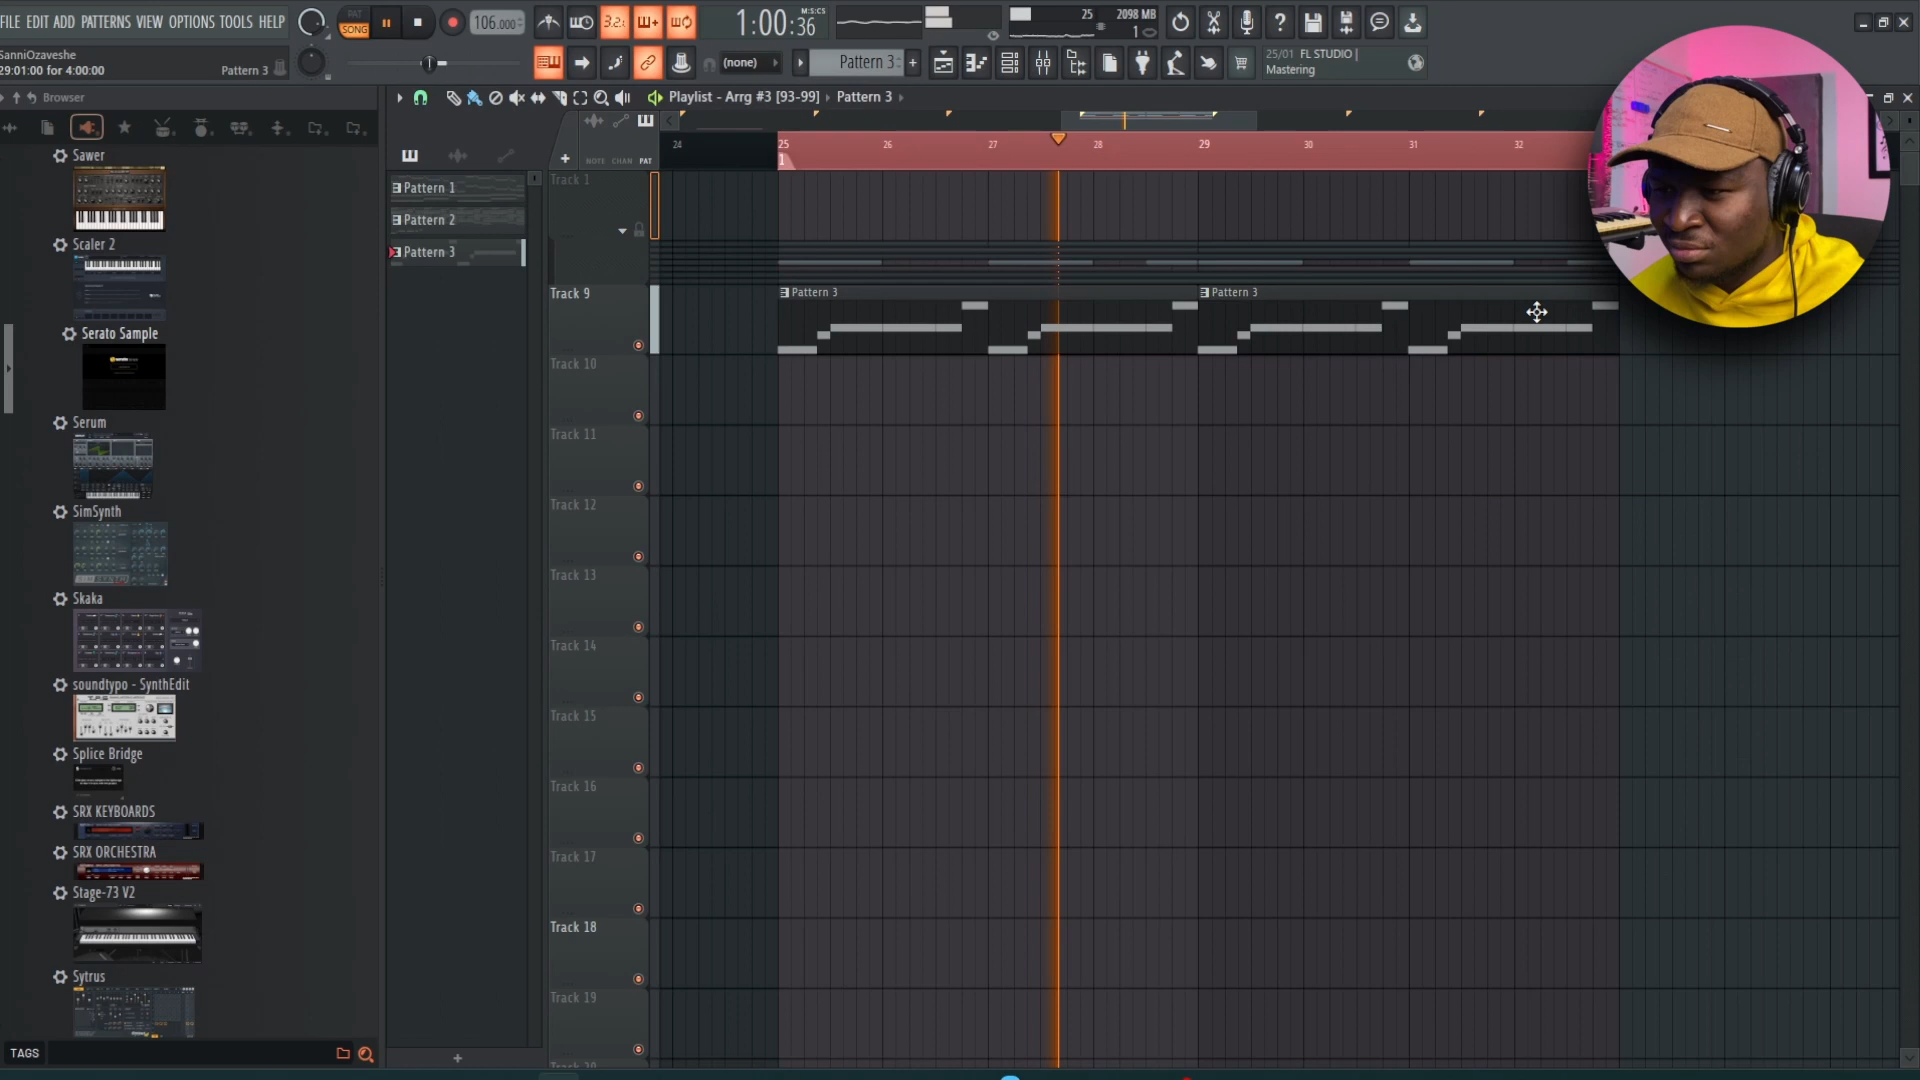 FILE EDIT ADD PATTERNS VIEW OPTIONS TOOLS HELP
PAT
SONG
106.000
3.2.
1:00:36
M:S:CS
25
2098 MB
1
SanniOzaveshe
29:01:00 for 4:00:00
Pattern 3
(none)
Pattern 3
25/01 FL STUDIO |
Mastering
Browser
Playlist - Arrg #3 [93-99] › Pattern 3 ›
NOTE CHAN PAT
24 25 26 27 28 29 30 31 32
1
Sawer
Scaler 2
Serato Sample
Serum
SimSynth
Skaka
soundtypo - SynthEdit
Splice Bridge
SRX KEYBOARDS
SRX ORCHESTRA
Stage-73 V2
Sytrus
TAGS
Pattern 1
Pattern 2
Pattern 3
Track 1
Track 9
Pattern 3
Pattern 3
Track 10
Track 11
Track 12
Track 13
Track 14
Track 15
Track 16
Track 17
Track 18
Track 19